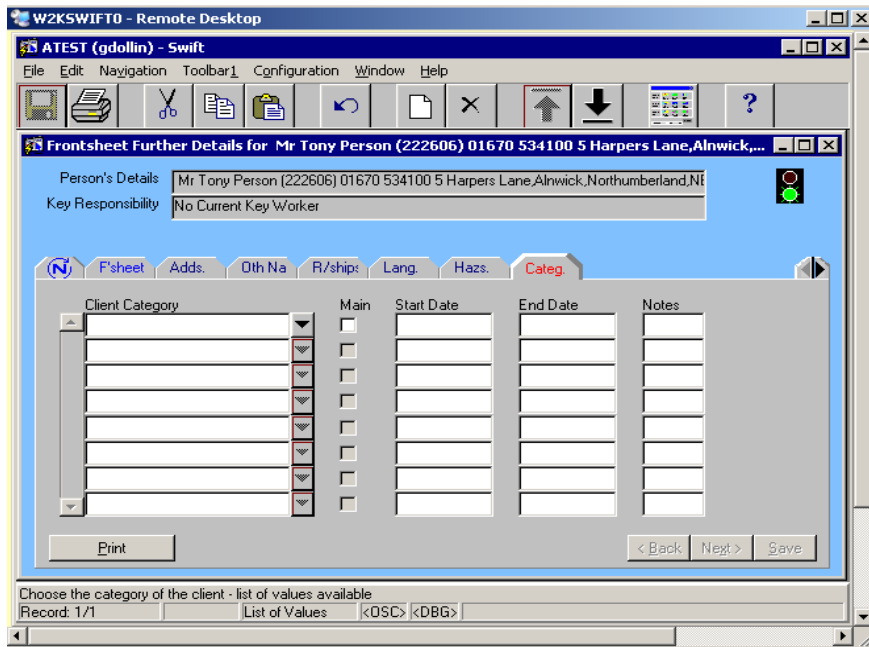 W2KSWIFT0 - Remote Desktop
ATEST (gdollin) - Swift
File Edit Navigation Toolbar1 Configuration Window Help
?
Frontsheet Further Details for Mr Tony Person (222606) 01670 534100 5 Harpers Lane,Alnwick,...
Person's Details Mr Tony Person (222606) 01670 534100 5 Harpers Lane,Alnwick,Northumberland,NE
Key Responsibility No Current Key Worker
N F'sheet Adds. Oth Na R/ships Lang. Hazs. Categ.
Client Category Main Start Date End Date Notes
Print < Back Next > Save
Choose the category of the client - list of values available
Record: 1/1 List of Values <OSC> <DBG>